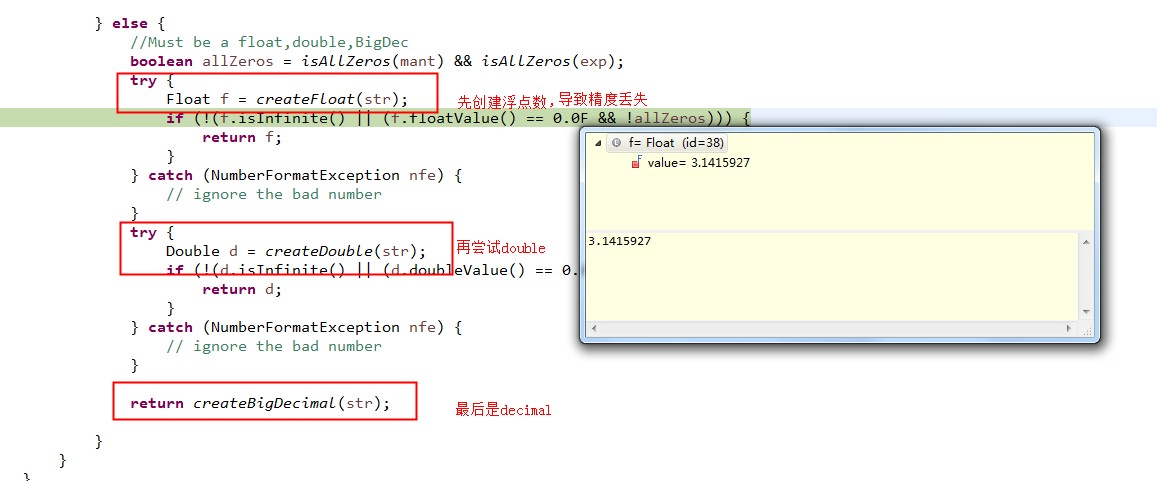 } else {
//Must be a float,double,BigDec
boolean allZeros = isAllZeros(mant) && isAllZeros(exp);
try {
Float f = createFloat(str);
先创建浮点数,导致精度丢失
if (!(f.isInfinite() || (f.floatValue() == 0.0F && !allZeros))) {
return f;
}
} catch (NumberFormatException nfe) {
// ignore the bad number
}
try {
Double d = createDouble(str);
再尝试double
if (!(d.isInfinite() || (d.doubleValue() == 0.
return d;
}
} catch (NumberFormatException nfe) {
// ignore the bad number
}
return createBigDecimal(str);
最后是decimal
}
}
}
f= Float (id=38)
value= 3.1415927
3.1415927